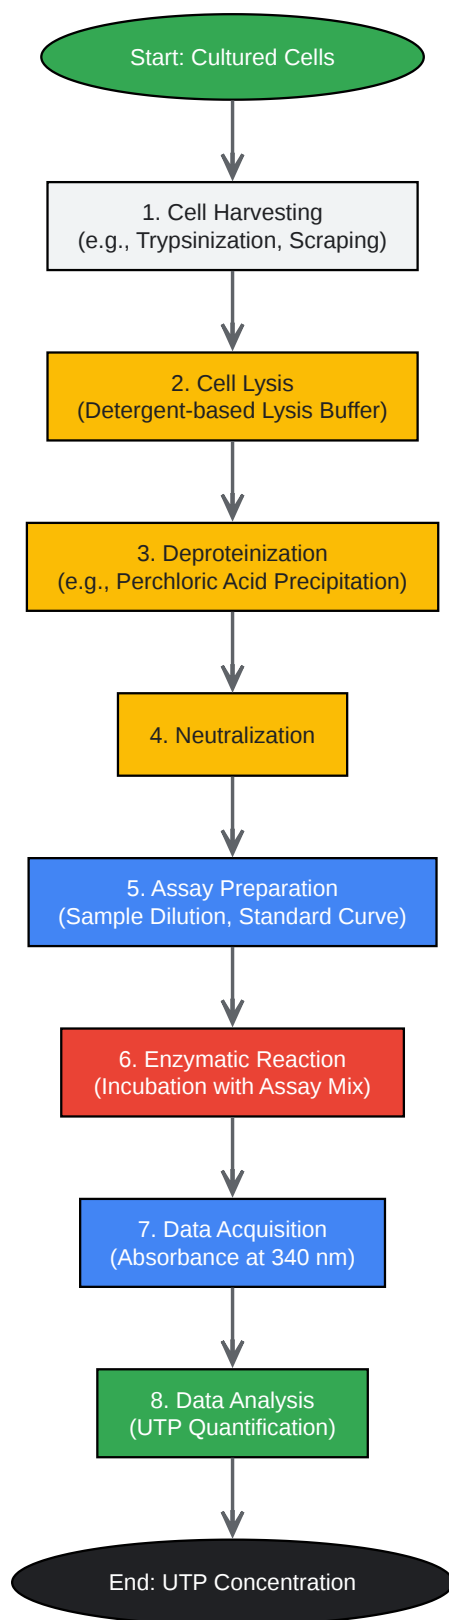 Start: Cultured Cells
1. Cell Harvesting
(e.g., Trypsinization, Scraping)
2. Cell Lysis
(Detergent-based Lysis Buffer)
3. Deproteinization
(e.g., Perchloric Acid Precipitation)
4. Neutralization
5. Assay Preparation
(Sample Dilution, Standard Curve)
6. Enzymatic Reaction
(Incubation with Assay Mix)
7. Data Acquisition
(Absorbance at 340 nm)
8. Data Analysis
(UTP Quantification)
End: UTP Concentration